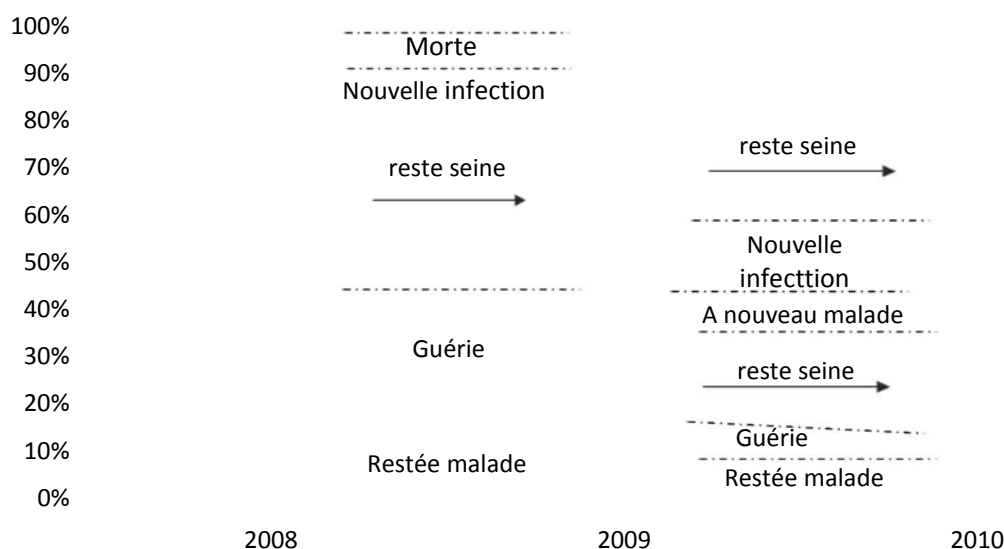 100%
Morte
90%
Nouvelle infection
80%
reste seine
70%
reste seine
60%
Nouvelle
50%
infecttion
40%
A nouveau malade
Guérie
30%
reste seine
20%
Guérie
10%
Restée malade
Restée malade
0%
2008 2009 2010